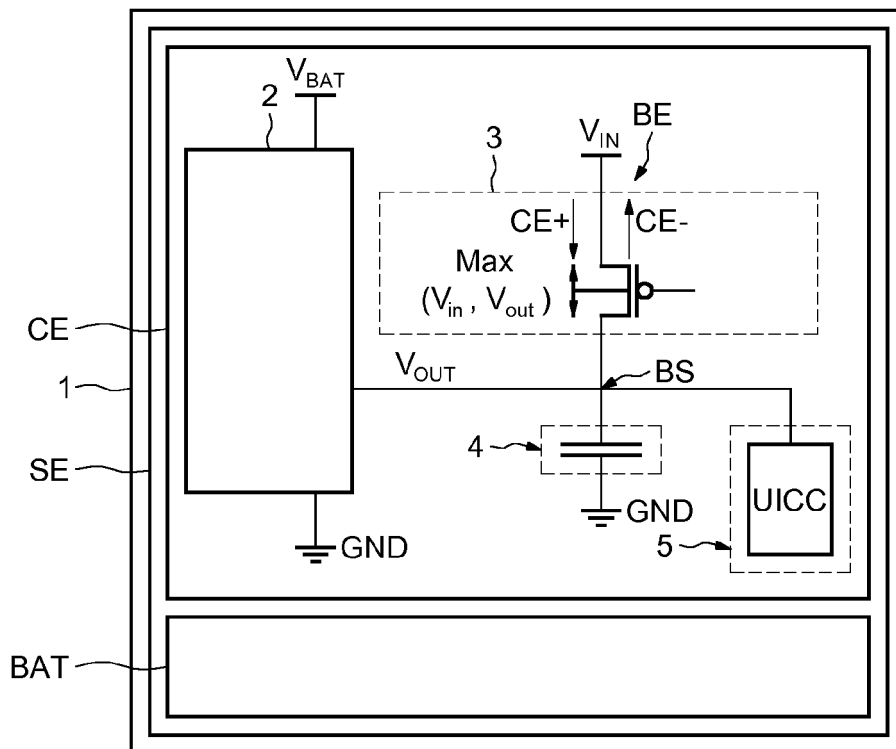 V_BAT
2
V_IN
BE
3
CE+
CE-
Max
(V_in , V_out )
CE
1
V_OUT
BS
4
SE
GND
UICC
GND
5
BAT